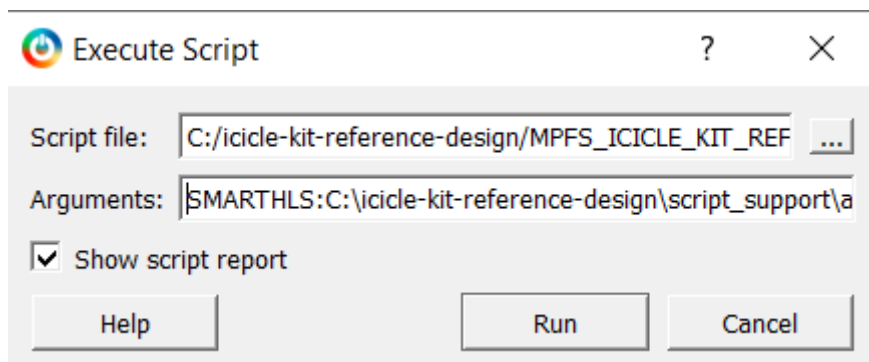 Execute Script ?
Script file: C:/icicle-kit-reference-design/MPFS_ICICLE_KIT_REF ...
Arguments: SMARTHLS:C:\icicle-kit-reference-design\script_support\a
Show script report
Help Run Cancel